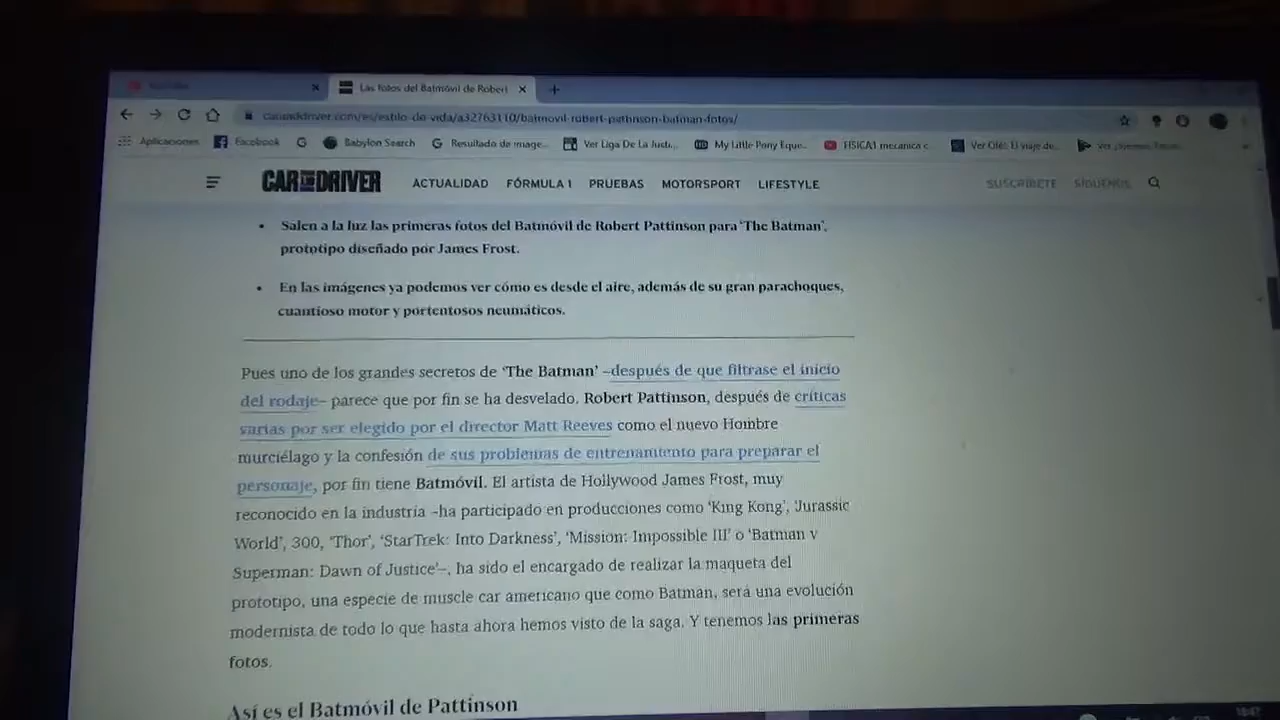 Las fotos del Batmóvil de Robert
caranddriver.com/es/estilo-de-vida/a32763110/batmovil-robert-pattinson-batman-fotos/
Aplicaciones Facebook Babylon Search Resultado de image... Ver Liga De La Justi... My Little Pony Eque... FISICA1 mecanica c... Ver Olé! El viaje de...
CAR AND DRIVER ACTUALIDAD FÓRMULA 1 PRUEBAS MOTORSPORT LIFESTYLE SUSCRÍBETE SÍGUENOS
• Salen a la luz las primeras fotos del Batmóvil de Robert Pattinson para 'The Batman',
prototipo diseñado por James Frost.
• En las imágenes ya podemos ver cómo es desde el aire, además de su gran parachoques,
cuantioso motor y portentosos neumáticos.
Pues uno de los grandes secretos de 'The Batman' –después de que filtrase el inicio
del rodaje– parece que por fin se ha desvelado. Robert Pattinson, después de críticas
varias por ser elegido por el director Matt Reeves como el nuevo Hombre
murciélago y la confesión de sus problemas de entrenamiento para preparar el
personaje, por fin tiene Batmóvil. El artista de Hollywood James Frost, muy
reconocido en la industria –ha participado en producciones como 'King Kong', 'Jurassic
World', 300, 'Thor', 'StarTrek: Into Darkness', 'Mission: Impossible III' o 'Batman v
Superman: Dawn of Justice'–, ha sido el encargado de realizar la maqueta del
prototipo, una especie de muscle car americano que como Batman, será una evolución
modernista de todo lo que hasta ahora hemos visto de la saga. Y tenemos las primeras
fotos.
Así es el Batmóvil de Pattinson